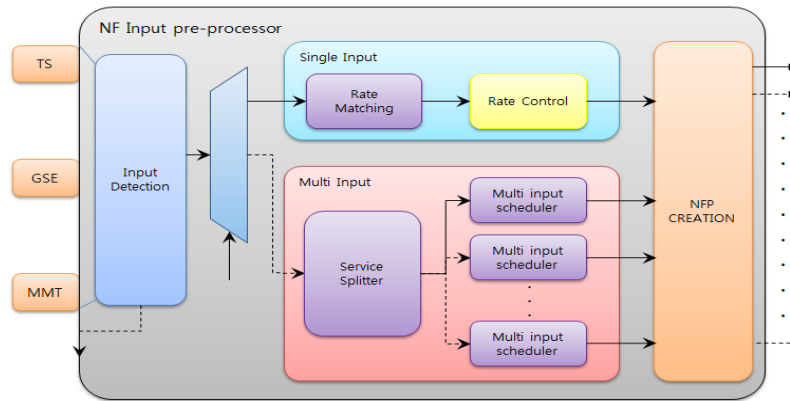 NF Input pre-processor
TS
GSE
MMT
Input
Detection
Single Input
Rate
Matching
Rate Control
Multi Input
Service
Splitter
Multi input
scheduler
Multi input
scheduler
Multi input
scheduler
NFP
CREATION